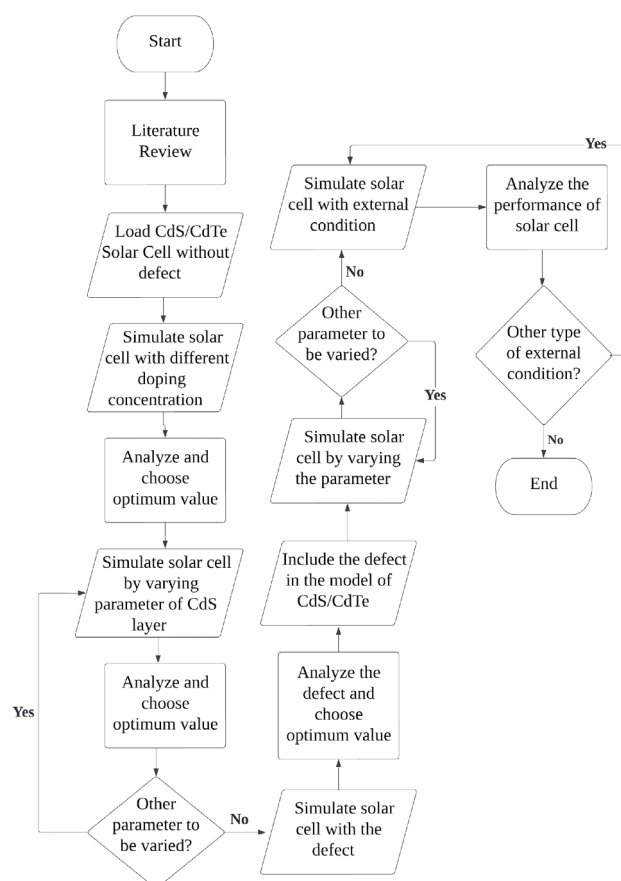 Start
Literature
Review
Load CdS/CdTe
Solar Cell without
defect
Simulate solar
cell with different
doping
concentration
Analyze and
choose
optimum value
Simulate solar cell
by varying
parameter of CdS
layer
Analyze and
choose
optimum value
Yes
Other
parameter to
be varied?
No
Simulate solar
cell with the
defect
Analyze the
defect and
choose
optimum value
Include the defect
in the model of
CdS/CdTe
Simulate solar
cell by varying
the parameter
Yes
Other
parameter to
be varied?
No
Simulate solar
cell with external
condition
Yes
Analyze the
performance of
solar cell
Other type
of external
condition?
No
End